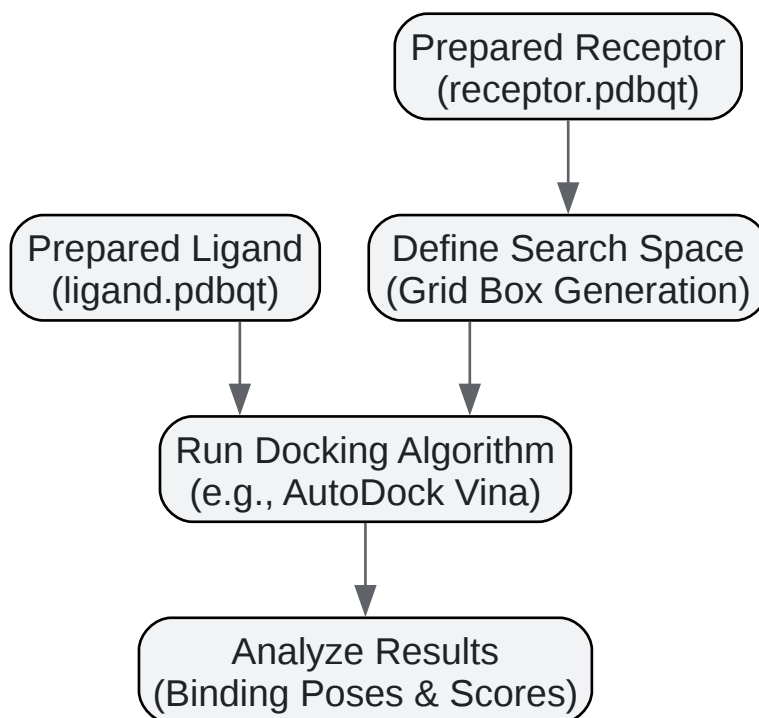 Prepared Receptor
(receptor.pdbqt)
Prepared Ligand
(ligand.pdbqt)
Define Search Space
(Grid Box Generation)
Run Docking Algorithm
(e.g., AutoDock Vina)
Analyze Results
(Binding Poses & Scores)